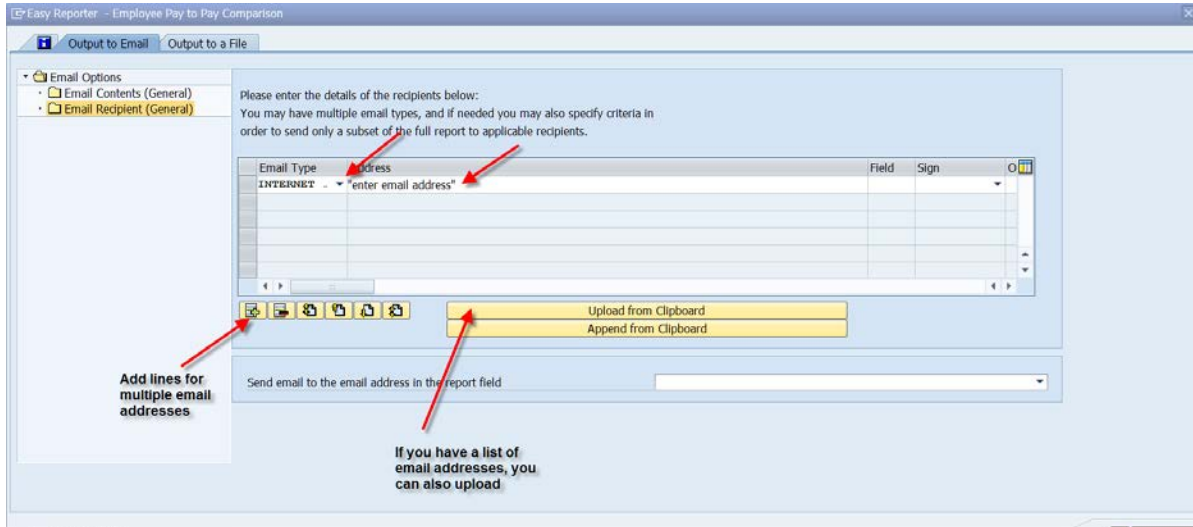 Easy Reporter - Employee Pay to Pay Comparison
Output to Email Output to a File
Email Options
Email Contents (General)
Email Recipient (General)
Please enter the details of the recipients below:
You may have multiple email types, and if needed you may also specify criteria in
order to send only a subset of the full report to applicable recipients.
Email Type Address Field Sign O
INTERNET .. "enter email address"
Upload from Clipboard
Append from Clipboard
Send email to the email address in the report field
Add lines for
multiple email
addresses
If you have a list of
email addresses, you
can also upload